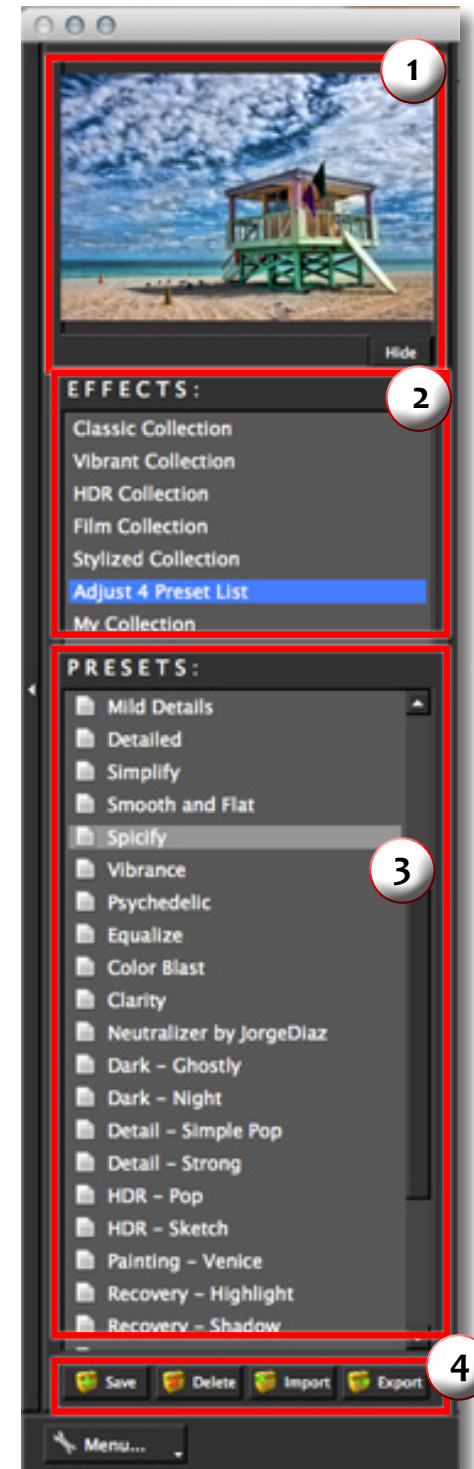 1
Hide
EFFECTS:
2
Classic Collection
Vibrant Collection
HDR Collection
Film Collection
Stylized Collection
Adjust 4 Preset List
My Collection
PRESETS:
Mild Details
Detailed
Simplify
Smooth and Flat
Spicify
3
Vibrance
Psychedelic
Equalize
Color Blast
Clarity
Neutralizer by JorgeDiaz
Dark – Ghostly
Dark – Night
Detail – Simple Pop
Detail – Strong
HDR – Pop
HDR – Sketch
Painting – Venice
Recovery – Highlight
Recovery – Shadow
4
Save Delete Import Export
Menu...